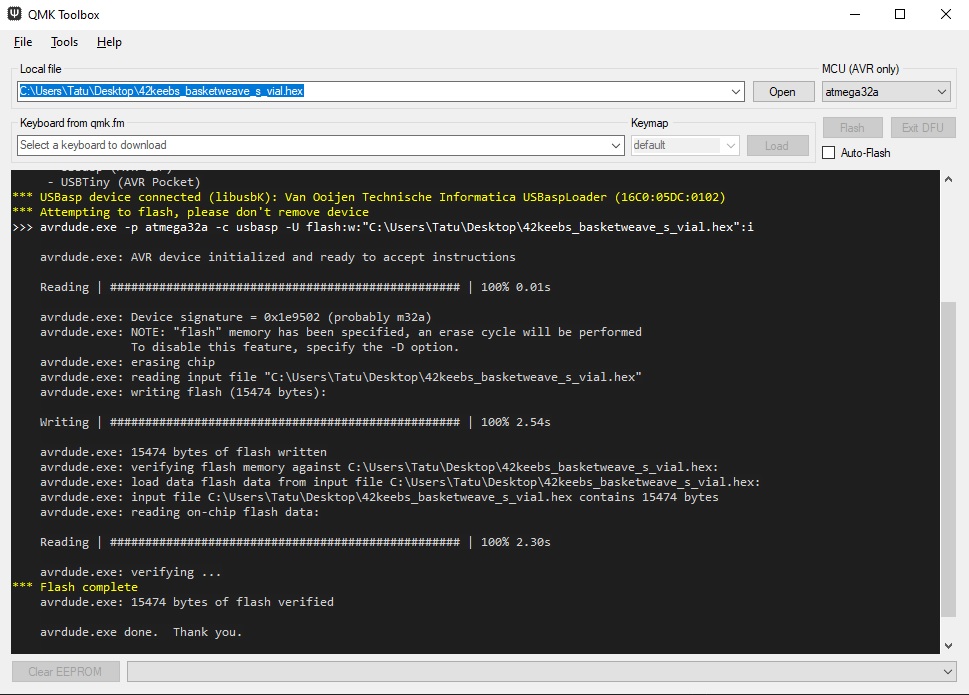 QMK Toolbox
File Tools Help
Local file
MCU (AVR only)
C:\Users\Tatu\Desktop\42keebs_basketweave_s_vial.hex
Open
atmega32a
Keyboard from qmk.fm
Keymap
Flash
Exit DFU
Select a keyboard to download
default
Load
Auto-Flash
- USBTiny (AVR Pocket)
*** USBasp device connected (libusbK): Van Ooijen Technische Informatica USBaspLoader (16C0:05DC:0102)
*** Attempting to flash, please don't remove device
>>> avrdude.exe -p atmega32a -c usbasp -U flash:w:"C:\Users\Tatu\Desktop\42keebs_basketweave_s_vial.hex":i
avrdude.exe: AVR device initialized and ready to accept instructions
Reading | ################################################## | 100% 0.01s
avrdude.exe: Device signature = 0x1e9502 (probably m32a)
avrdude.exe: NOTE: "flash" memory has been specified, an erase cycle will be performed
To disable this feature, specify the -D option.
avrdude.exe: erasing chip
avrdude.exe: reading input file "C:\Users\Tatu\Desktop\42keebs_basketweave_s_vial.hex"
avrdude.exe: writing flash (15474 bytes):
Writing | ################################################## | 100% 2.54s
avrdude.exe: 15474 bytes of flash written
avrdude.exe: verifying flash memory against C:\Users\Tatu\Desktop\42keebs_basketweave_s_vial.hex:
avrdude.exe: load data flash data from input file C:\Users\Tatu\Desktop\42keebs_basketweave_s_vial.hex:
avrdude.exe: input file C:\Users\Tatu\Desktop\42keebs_basketweave_s_vial.hex contains 15474 bytes
avrdude.exe: reading on-chip flash data:
Reading | ################################################## | 100% 2.30s
avrdude.exe: verifying ...
*** Flash complete
avrdude.exe: 15474 bytes of flash verified
avrdude.exe done.  Thank you.
Clear EEPROM